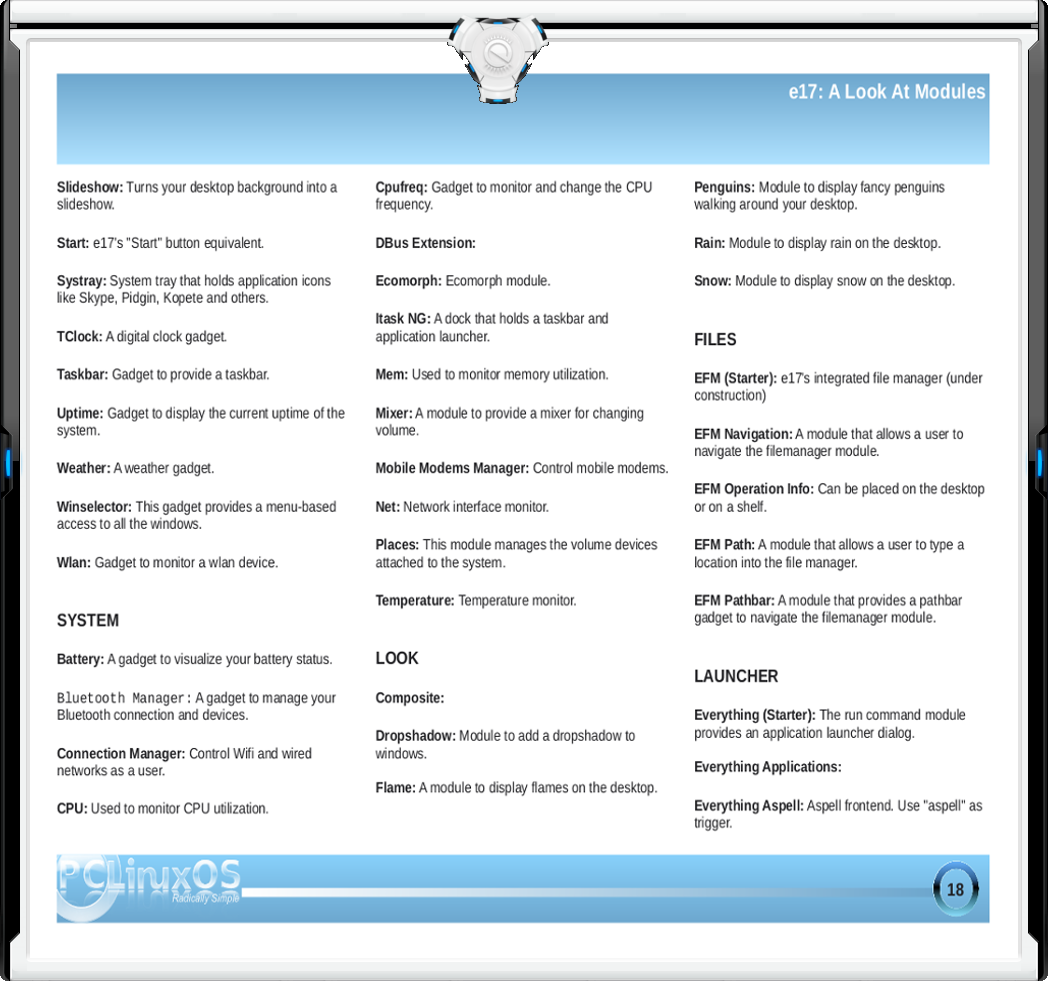 e17: A Look At Modules
Slideshow: Turns your desktop background into a
slideshow.
Start: e17's "Start" button equivalent.
Systray: System tray that holds application icons
like Skype, Pidgin, Kopete and others.
TClock: A digital clock gadget.
Taskbar: Gadget to provide a taskbar.
Uptime: Gadget to display the current uptime of the
system.
Weather: A weather gadget.
Winselector: This gadget provides a menu-based
access to all the windows.
Wlan: Gadget to monitor a wlan device.
SYSTEM
Battery: A gadget to visualize your battery status.
Bluetooth Manager: A gadget to manage your
Bluetooth connection and devices.
Connection Manager: Control Wifi and wired
networks as a user.
CPU: Used to monitor CPU utilization.
Cpufreq: Gadget to monitor and change the CPU
frequency.
DBus Extension:
Ecomorph: Ecomorph module.
Itask NG: A dock that holds a taskbar and
application launcher.
Mem: Used to monitor memory utilization.
Mixer: A module to provide a mixer for changing
volume.
Mobile Modems Manager: Control mobile modems.
Net: Network interface monitor.
Places: This module manages the volume devices
attached to the system.
Temperature: Temperature monitor.
LOOK
Composite:
Dropshadow: Module to add a dropshadow to
windows.
Flame: A module to display flames on the desktop.
Penguins: Module to display fancy penguins
walking around your desktop.
Rain: Module to display rain on the desktop.
Snow: Module to display snow on the desktop.
FILES
EFM (Starter): e17's integrated file manager (under
construction)
EFM Navigation: A module that allows a user to
navigate the filemanager module.
EFM Operation Info: Can be placed on the desktop
or on a shelf.
EFM Path: A module that allows a user to type a
location into the file manager.
EFM Pathbar: A module that provides a pathbar
gadget to navigate the filemanager module.
LAUNCHER
Everything (Starter): The run command module
provides an application launcher dialog.
Everything Applications:
Everything Aspell: Aspell frontend. Use "aspell" as
trigger.
PCLinuxOS
Radically Simple
18